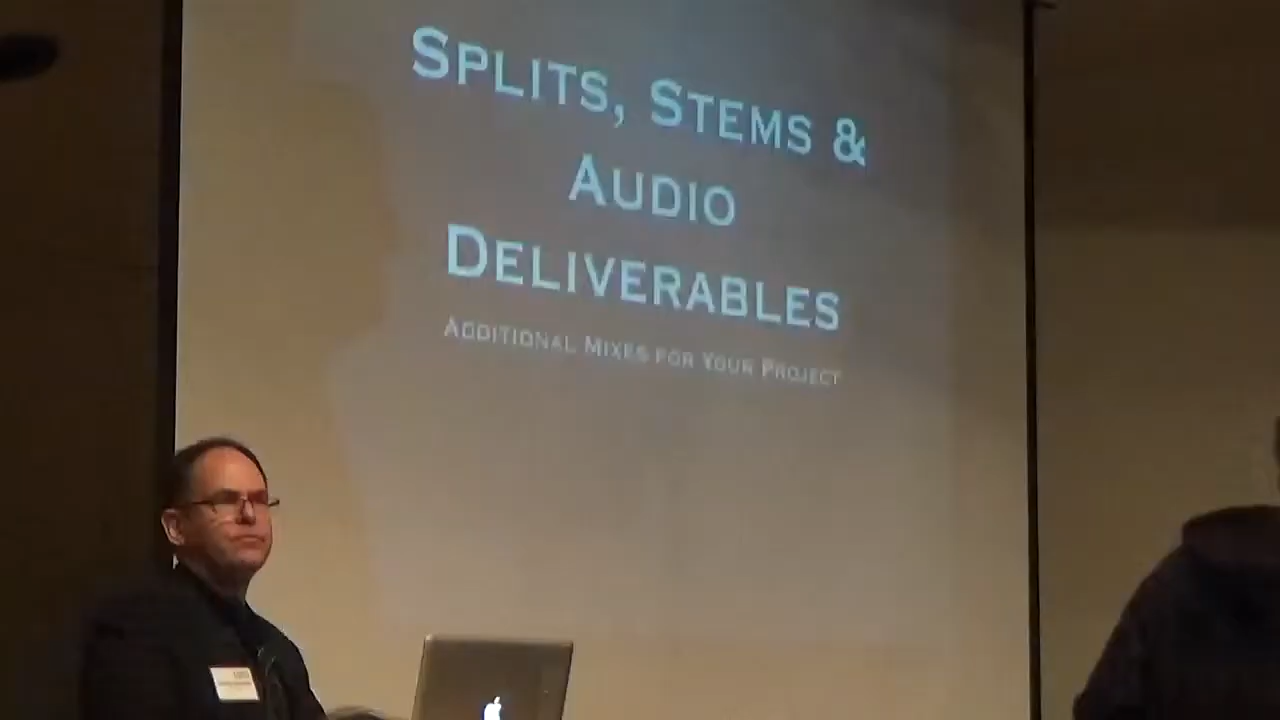 SPLITS, STEMS &
AUDIO
DELIVERABLES
ADDITIONAL MIXES FOR YOUR PROJECT